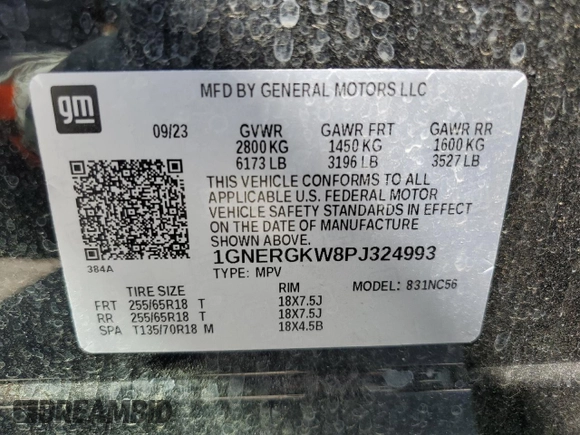 gm
MFD BY GENERAL MOTORS LLC
09/23 GVWR GAWR FRT GAWR RR
2800 KG 1450 KG 1600 KG
6173 LB 3196 LB 3527 LB
THIS VEHICLE CONFORMS TO ALL
APPLICABLE U.S. FEDERAL MOTOR
VEHICLE SAFETY STANDARDS IN EFFECT
ON THE DATE OF MANUFACTURE
SHOWN ABOVE.
1GNERGKW8PJ324993
384A
TYPE: MPV
TIRE SIZE RIM MODEL: 831NC56
FRT 255/65R18 T 18X7.5J
RR 255/65R18 T 18X7.5J
SPA T135/70R18 M 18X4.5B
DREAMBID